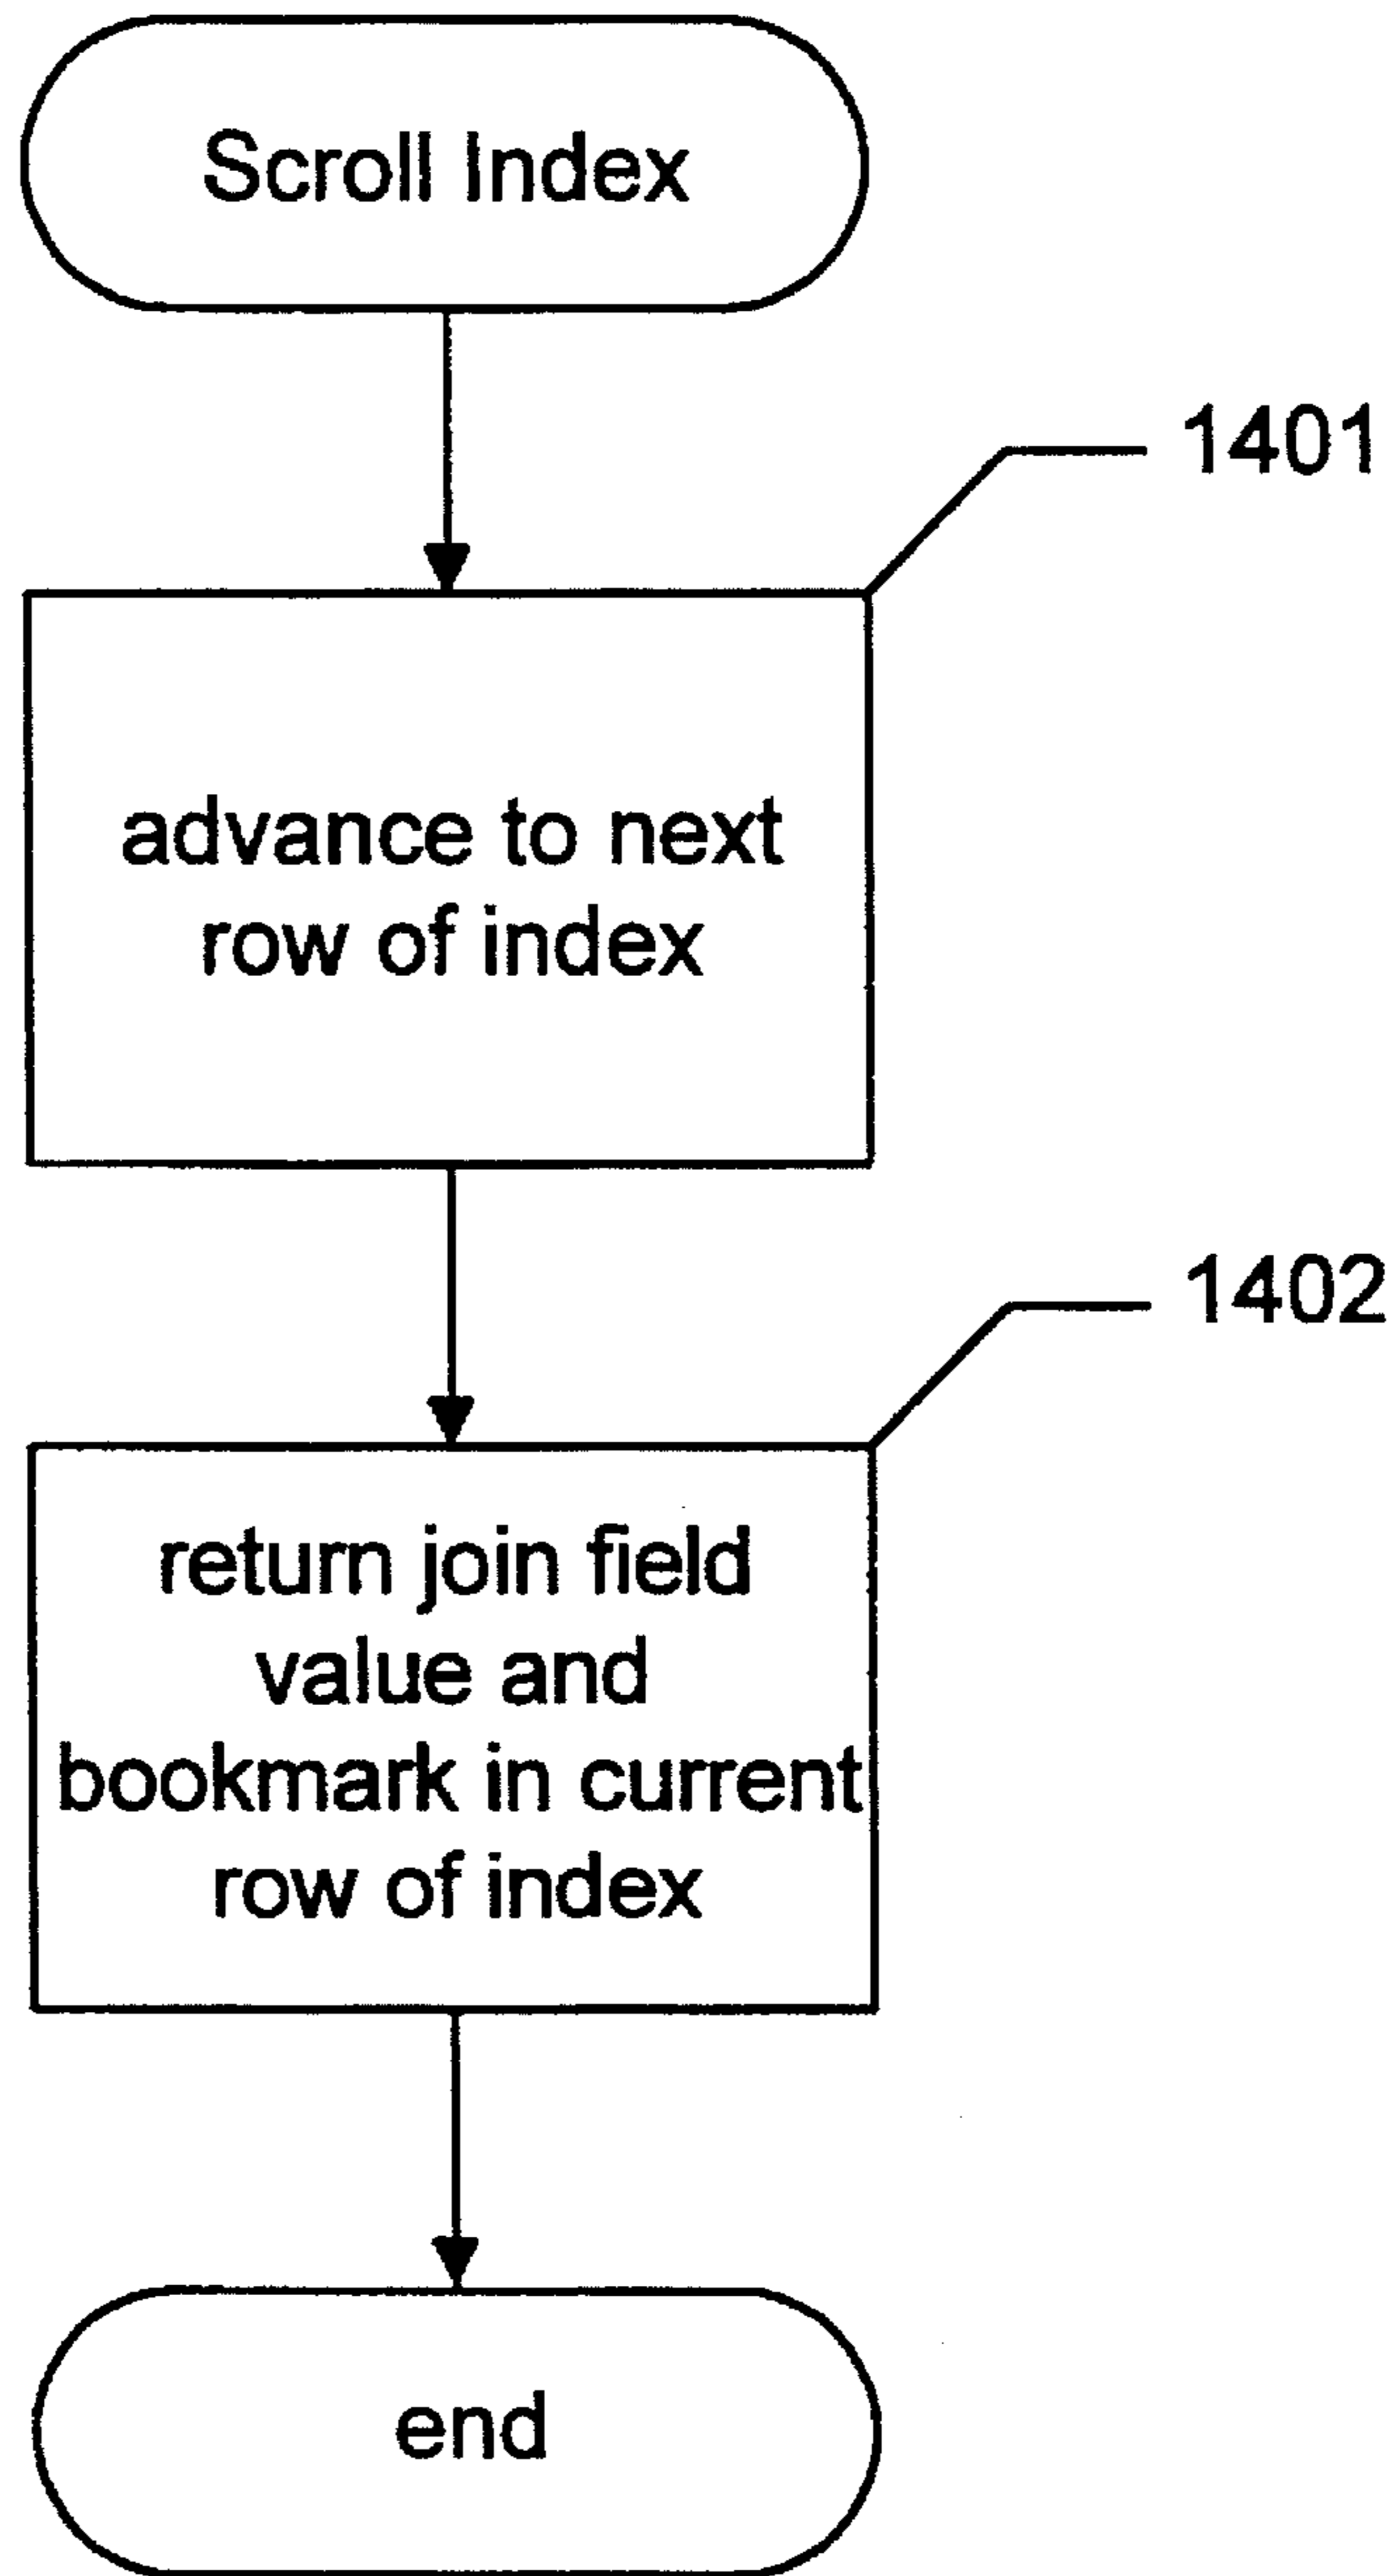 Scroll Index
1401
advance to next
row of index
1402
return join field
value and
bookmark in current
row of index
end